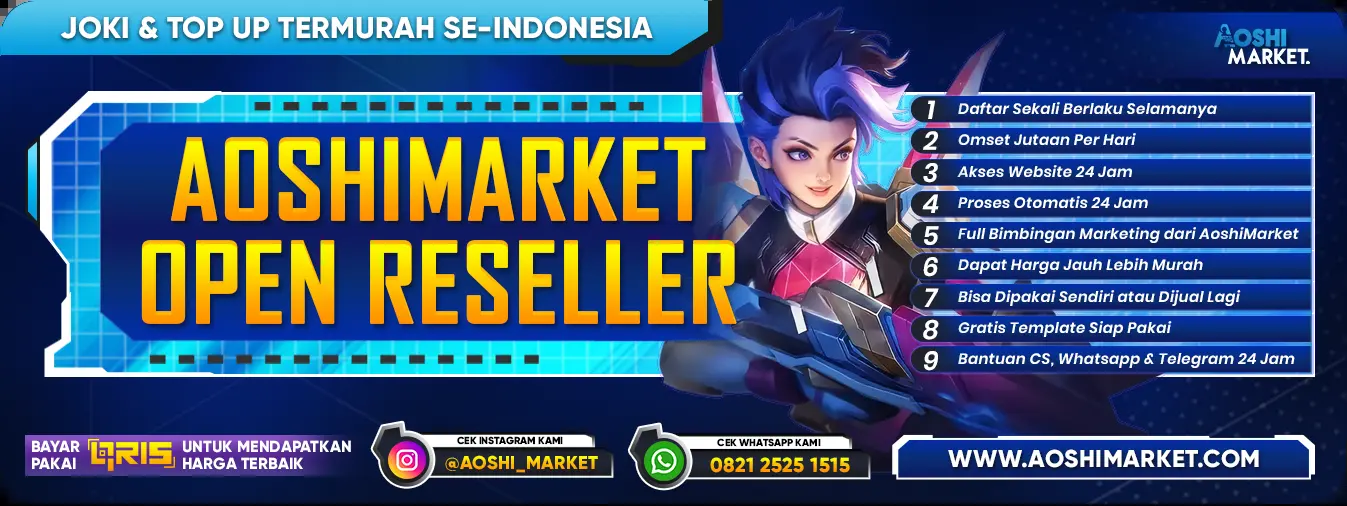 JOKI & TOP UP TERMURAH SE-INDONESIA
AOSHI
MARKET.
AOSHIMARKET
OPEN RESELLER
1 Daftar Sekali Berlaku Selamanya
2 Omset Jutaan Per Hari
3 Akses Website 24 Jam
4 Proses Otomatis 24 Jam
5 Full Bimbingan Marketing dari AoshiMarket
6 Dapat Harga Jauh Lebih Murah
7 Bisa Dipakai Sendiri atau Dijual Lagi
8 Gratis Template Siap Pakai
9 Bantuan CS, Whatsapp & Telegram 24 Jam
BAYAR PAKAI QRIS UNTUK MENDAPATKAN HARGA TERBAIK
CEK INSTAGRAM KAMI
@AOSHI_MARKET
CEK WHATSAPP KAMI
0821 2525 1515
WWW.AOSHIMARKET.COM